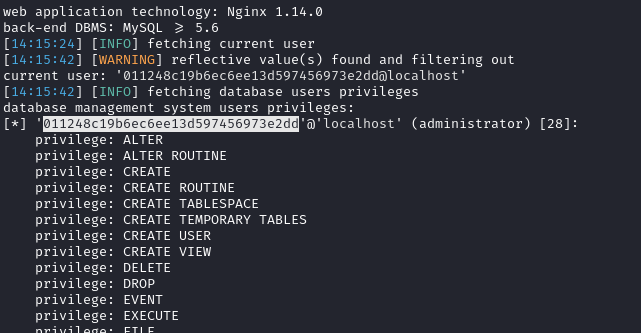 web application technology: Nginx 1.14.0
back-end DBMS: MySQL ≥ 5.6
[14:15:24] [INFO] fetching current user
[14:15:42] [WARNING] reflective value(s) found and filtering out
current user: '011248c19b6ec6ee13d597456973e2dd@localhost'
[14:15:42] [INFO] fetching database users privileges
database management system users privileges:
[*] '011248c19b6ec6ee13d597456973e2dd'@'localhost' (administrator) [28]:
privilege: ALTER
privilege: ALTER ROUTINE
privilege: CREATE
privilege: CREATE ROUTINE
privilege: CREATE TABLESPACE
privilege: CREATE TEMPORARY TABLES
privilege: CREATE USER
privilege: CREATE VIEW
privilege: DELETE
privilege: DROP
privilege: EVENT
privilege: EXECUTE
privilege: FILE